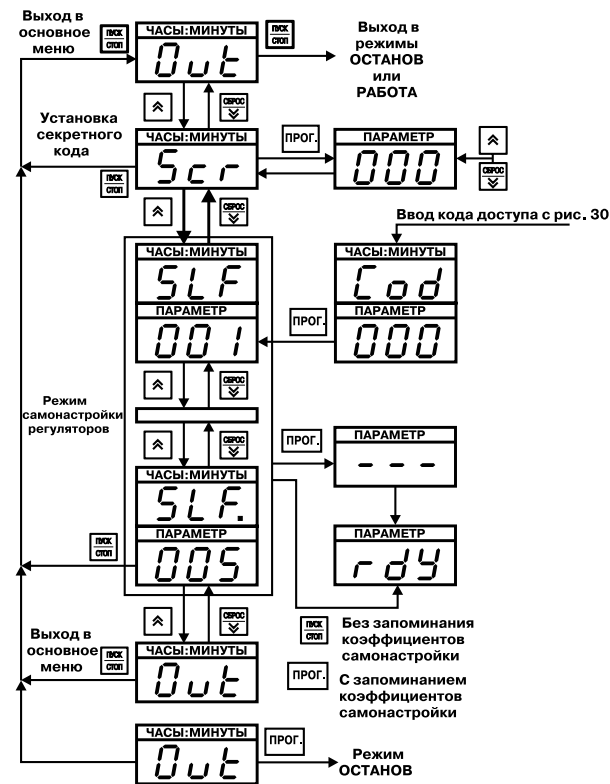 Выход в
основное
меню
ПУСК
СТОП
ЧАСЫ:МИНУТЫ
Out
ПУСК
СТОП
Выход в
режимы
ОСТАНОВ
или
РАБОТА
СБРОС
Установка
секретного
кода
ПУСК
СТОП
ЧАСЫ:МИНУТЫ
Scr
ПРОГ.
ПАРАМЕТР
000
СБРОС
СБРОС
Ввод кода доступа с рис. 30
ЧАСЫ:МИНУТЫ
SLF
ПАРАМЕТР
001
ПРОГ.
ЧАСЫ:МИНУТЫ
Cod
ПАРАМЕТР
000
СБРОС
Режим
самонастройки
регуляторов
СБРОС
ПРОГ.
ПАРАМЕТР
---
ЧАСЫ:МИНУТЫ
SLF.
ПАРАМЕТР
005
ПУСК
СТОП
ПАРАМЕТР
rdY
СБРОС
ПУСК
СТОП
Без запоминания
коэффициентов
самонастройки
Выход в
основное
меню
ПУСК
СТОП
ЧАСЫ:МИНУТЫ
Out
ПРОГ.
С запоминанием
коэффициентов
самонастройки
ЧАСЫ:МИНУТЫ
Out
ПРОГ.
Режим
ОСТАНОВ